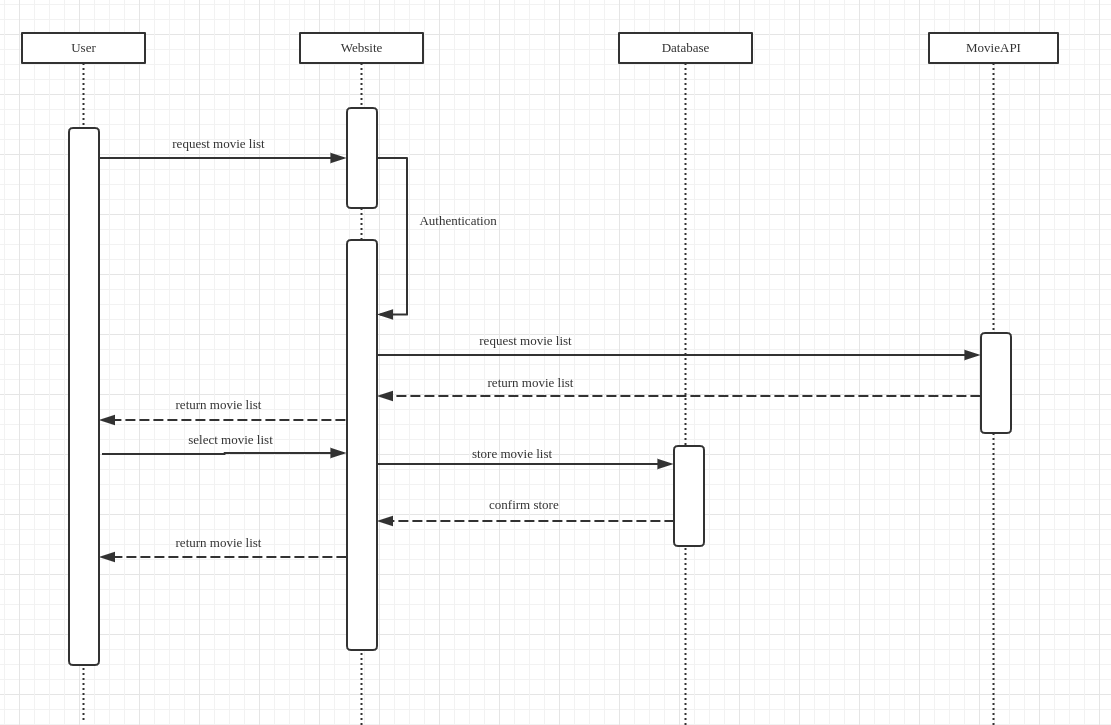 User
Website
Database
MovieAPI
request movie list
Authentication
request movie list
return movie list
return movie list
select movie list
store movie list
confirm store
return movie list